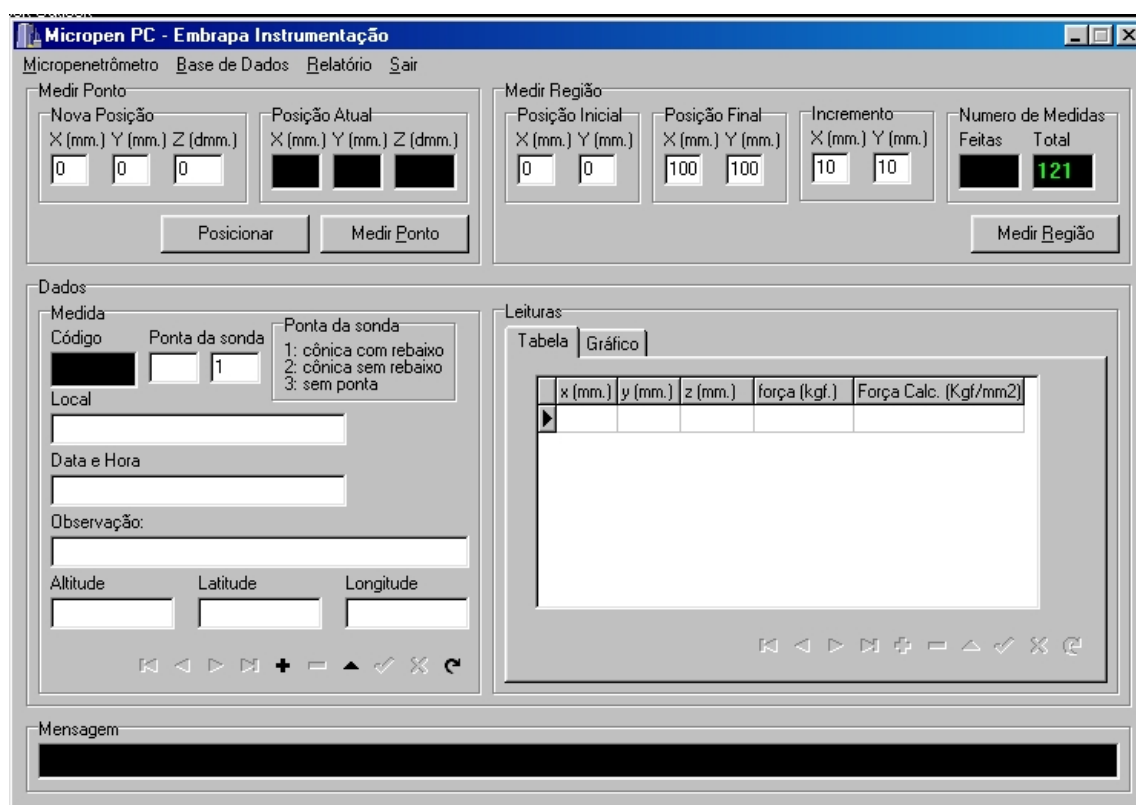 Micropen PC - Embrapa Instrumentação
Micropenetrômetro Base de Dados Relatório Sair
Medir Ponto
Nova Posição
X (mm.) Y (mm.) Z (dmm.)
0 0 0
Posição Atual
X (mm.) Y (mm.) Z (dmm.)
Posicionar
Medir Ponto
Medir Região
Posição Inicial
X (mm.) Y (mm.)
0 0
Posição Final
X (mm.) Y (mm.)
100 100
Incremento
X (mm.) Y (mm.)
10 10
Numero de Medidas
Feitas Total
121
Medir Região
Dados
Medida
Código Ponta da sonda
1
Ponta da sonda
1: cônica com rebaixo
2: cônica sem rebaixo
3: sem ponta
Local
Data e Hora
Observação:
Altitude Latitude Longitude
Leituras
Tabela Gráfico
x (mm.) y (mm.) z (mm.) força (kgf.) Força Calc. (Kgf/mm2)
Mensagem